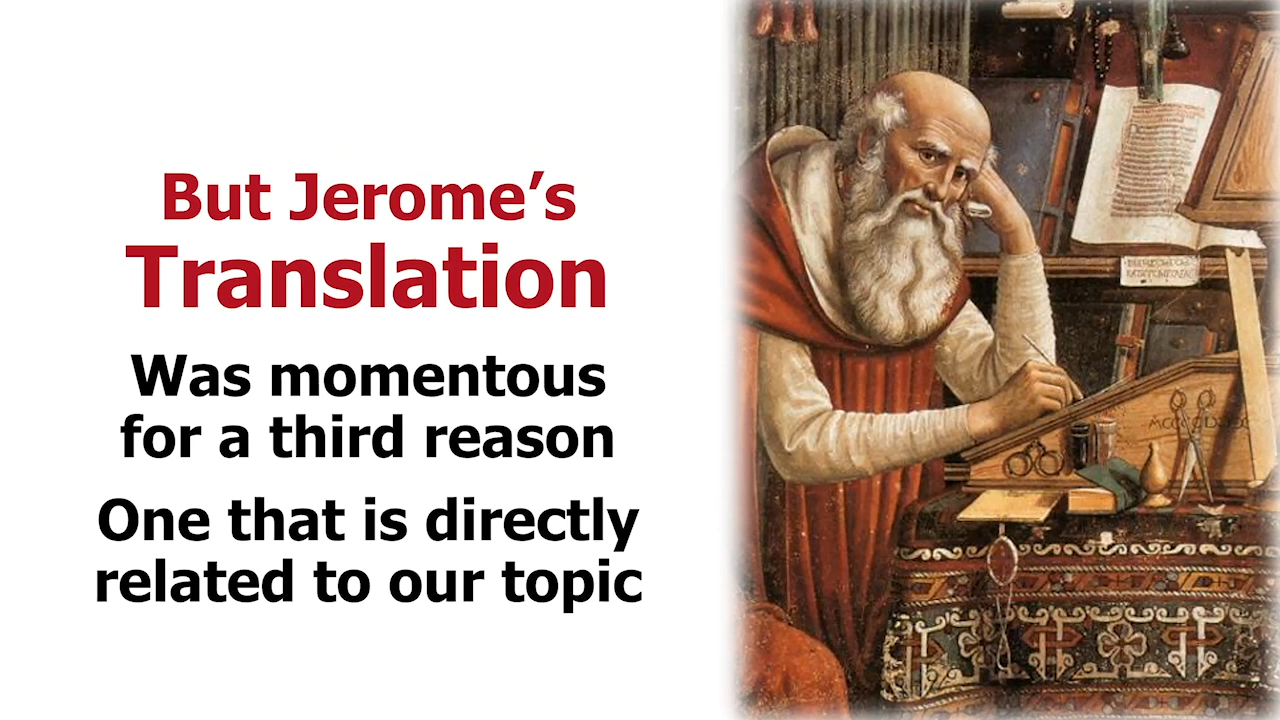 But Jerome’s
Translation
Was momentous
for a third reason
One that is directly
related to our topic